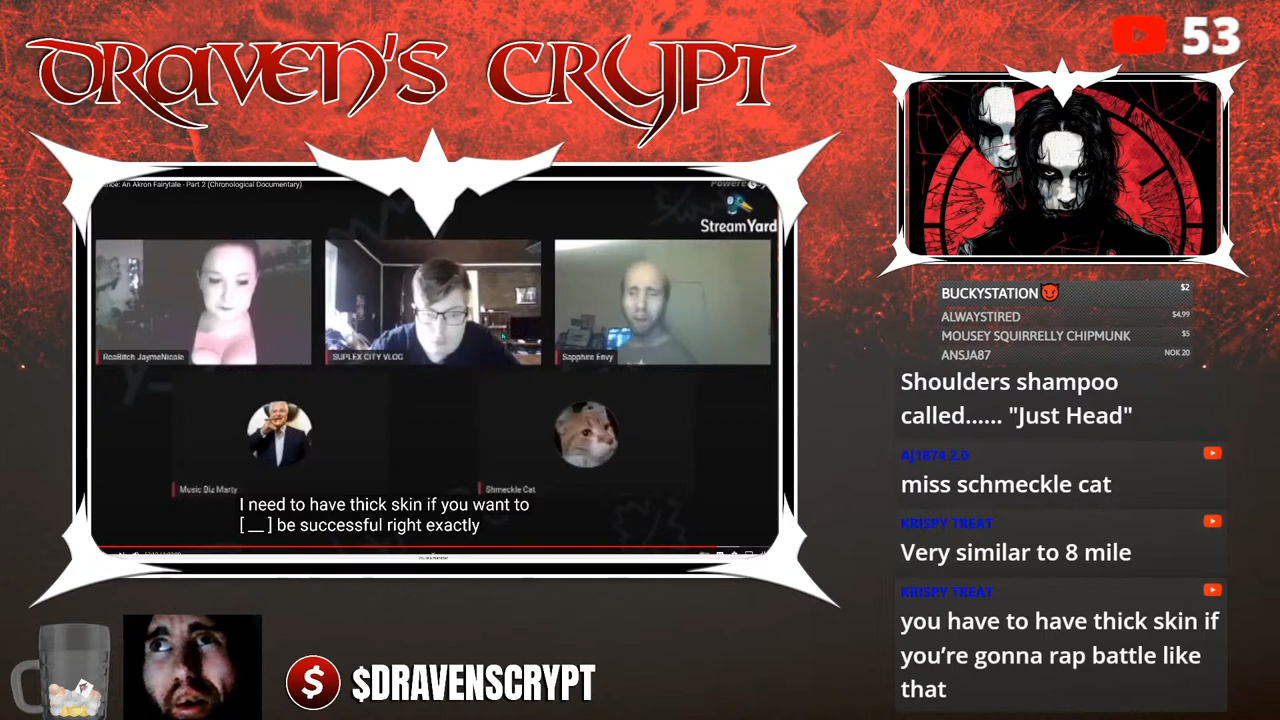 DRAVEN'S CRYPT
53
nce: An Akron Fairytale - Part 2 (Chronological Documentary)
StreamYard
ReaBitch JaymeNicole
SUPLEX CITY VLOG
Sapphire Envy
Music Biz Marty
Shmeckle Cat
I need to have thick skin if you want to
[ __ ] be successful right exactly
BUCKYSTATION $2
ALWAYSTIRED $4.99
MOUSEY SQUIRRELLY CHIPMUNK $5
ANSJA87 NOK 20
Shoulders shampoo
called...... "Just Head"
AJ1874 2.0
miss schmeckle cat
KRISPY TREAT
Very similar to 8 mile
KRISPY TREAT
you have to have thick skin if
you're gonna rap battle like
that
$DRAVENSCRYPT